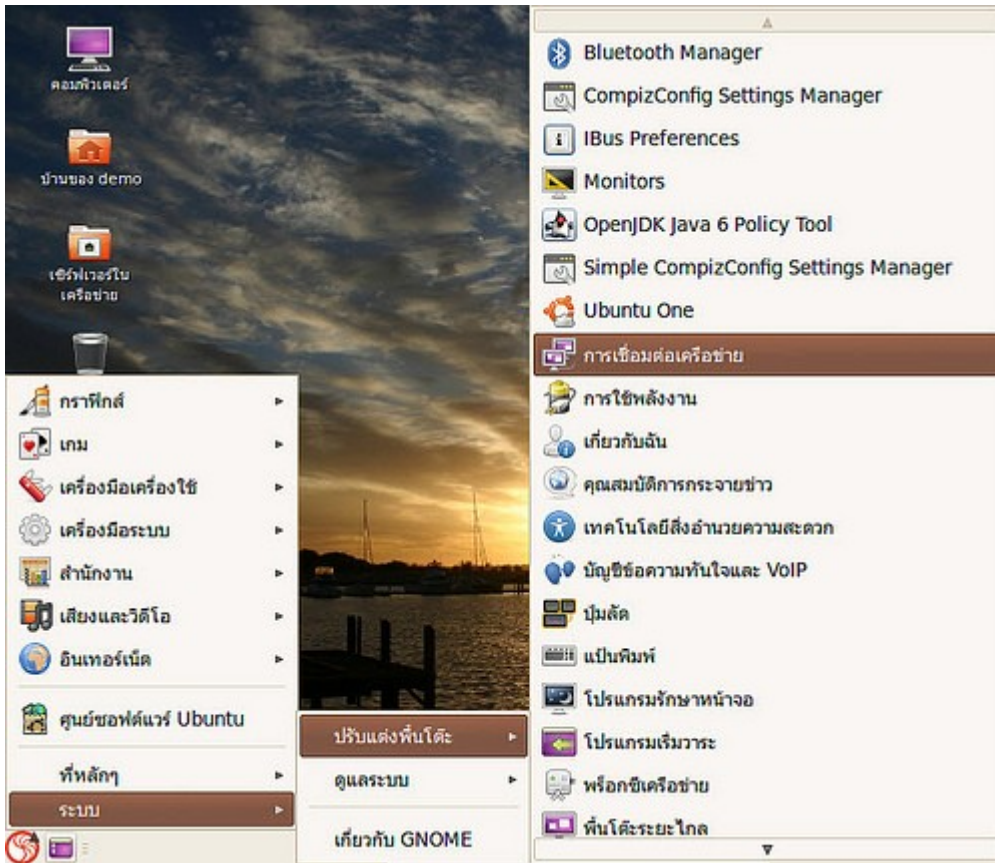 คอมพิวเตอร์
บ้านของ demo
เซิร์ฟเวอร์ใน
เครือข่าย
กราฟิกส์
เกม
เครื่องมือเครื่องใช้
เครื่องมือระบบ
สำนักงาน
เสียงและวิดีโอ
อินเทอร์เน็ต
ศูนย์ซอฟต์แวร์ Ubuntu
ที่หลักๆ
ระบบ
ปรับแต่งพื้นโต๊ะ
ดูแลระบบ
เกี่ยวกับ GNOME
Bluetooth Manager
CompizConfig Settings Manager
IBus Preferences
Monitors
OpenJDK Java 6 Policy Tool
Simple CompizConfig Settings Manager
Ubuntu One
การเชื่อมต่อเครือข่าย
การใช้พลังงาน
เกี่ยวกับฉัน
คุณสมบัติการกระจายข่าว
เทคโนโลยีสิ่งอำนวยความสะดวก
บัญชีข้อความทันใจและ VoIP
ปุ่มลัด
แป้นพิมพ์
โปรแกรมรักษาหน้าจอ
โปรแกรมเริ่มวาระ
พร็อกซีเครือข่าย
พื้นโต๊ะระยะไกล